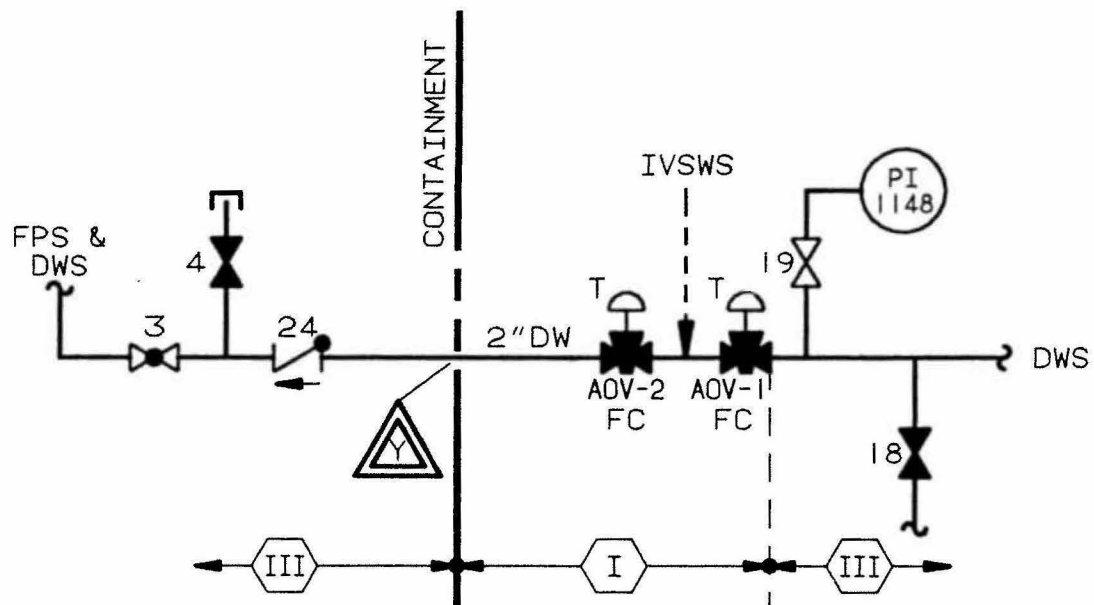 CONTAINMENT
IVSWS
PI
1148
FPS &
DWS
4
19
T
T
3
24
2"DW
DWS
AOV-2
FC
AOV-1
FC
18
Y
III
I
III